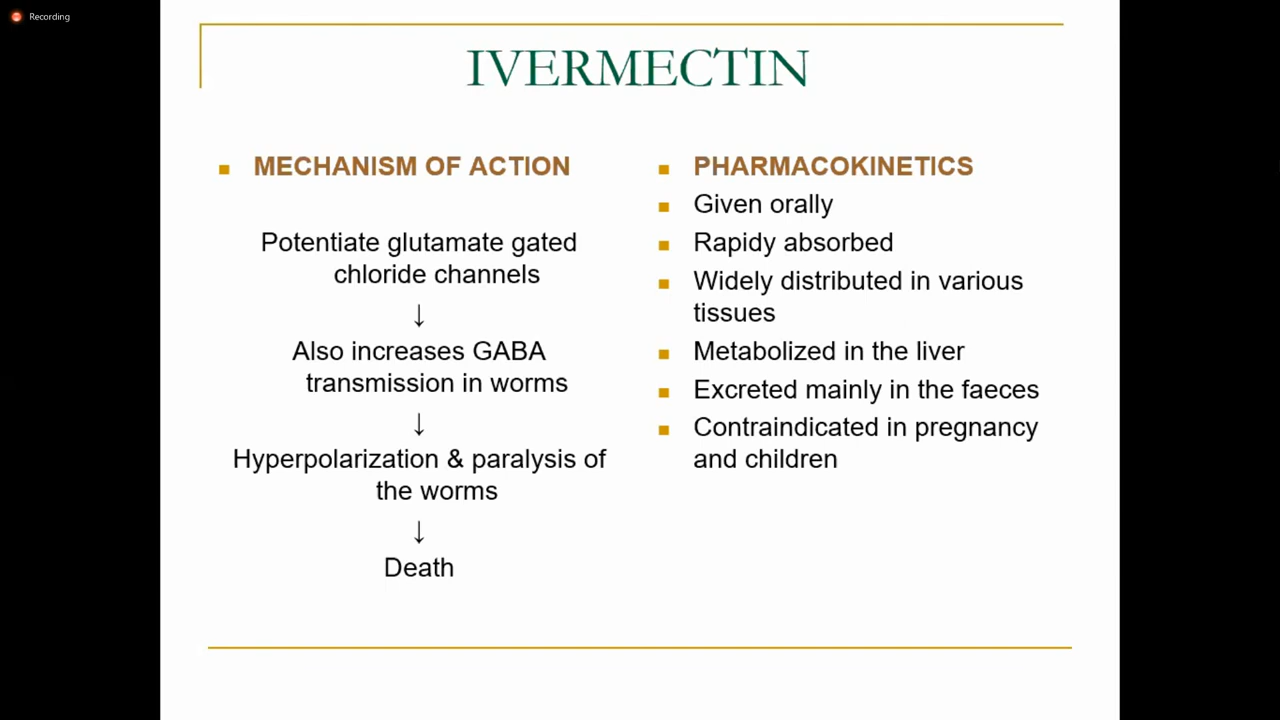 Recording
IVERMECTIN
MECHANISM OF ACTION
Potentiate glutamate gated
chloride channels
↓
Also increases GABA
transmission in worms
↓
Hyperpolarization & paralysis of
the worms
↓
Death
PHARMACOKINETICS
Given orally
Rapidy absorbed
Widely distributed in various
tissues
Metabolized in the liver
Excreted mainly in the faeces
Contraindicated in pregnancy
and children